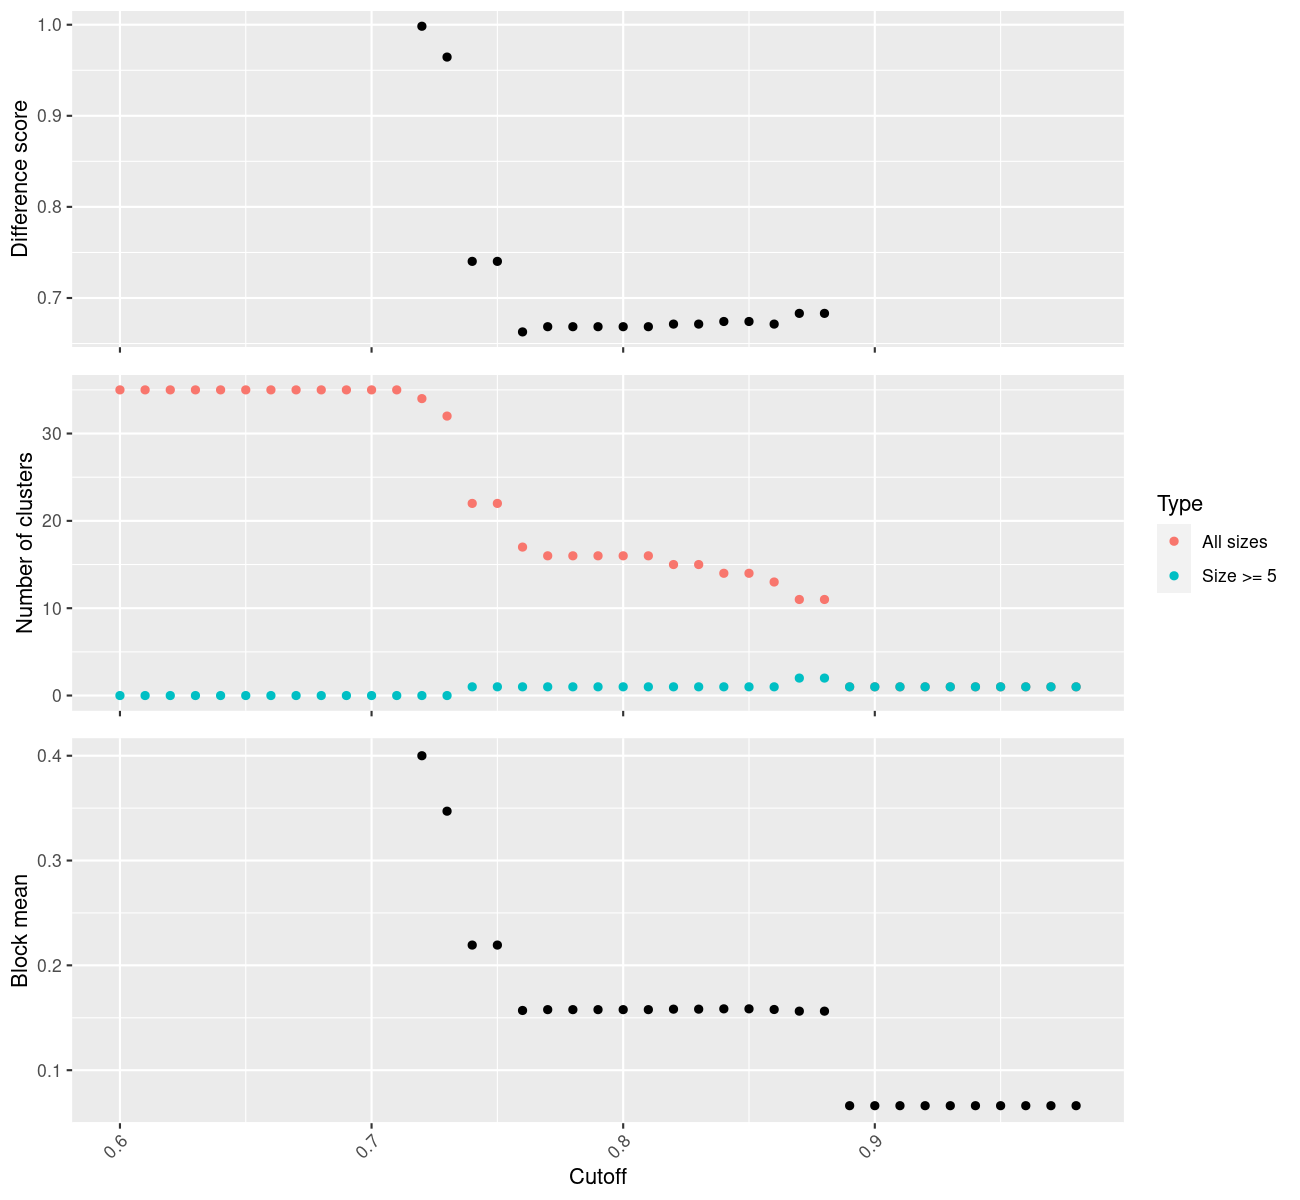 Difference score
1.0
0.9
0.8
0.7
Number of clusters
30
20
10
0
Type
All sizes
Size >= 5
Block mean
0.4
0.3
0.2
0.1
0.6
0.7
0.8
0.9
Cutoff